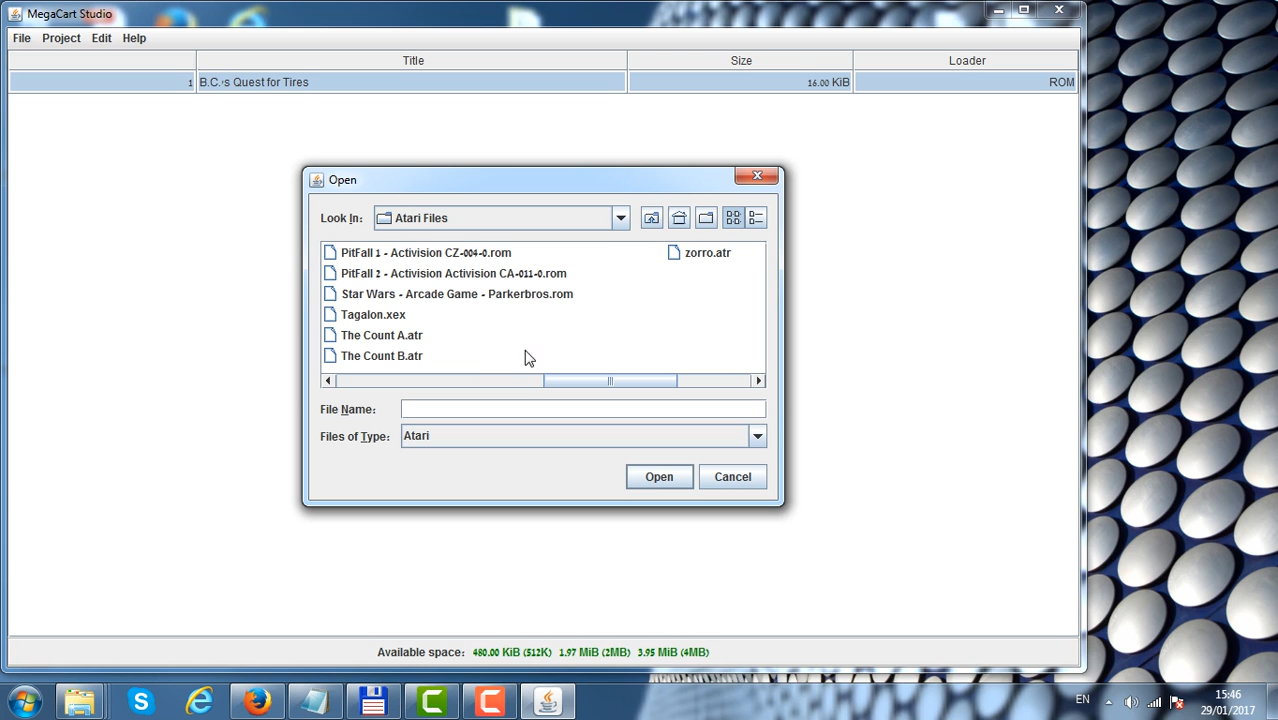 MegaCart Studio
File Project Edit Help
Title Size Loader
1 B.C.'s Quest for Tires 16.00 KiB ROM
Open
Look In: Atari Files
PitFall 1 - Activision CZ-004-0.rom
zorro.atr
PitFall 2 - Activision Activision CA-011-0.rom
Star Wars - Arcade Game - Parkerbros.rom
Tagalon.xex
The Count A.atr
The Count B.atr
File Name:
Files of Type: Atari
Open Cancel
Available space: 480.00 KiB (512K) 1.97 MiB (2MB) 3.95 MiB (4MB)
EN
15:46
29/01/2017